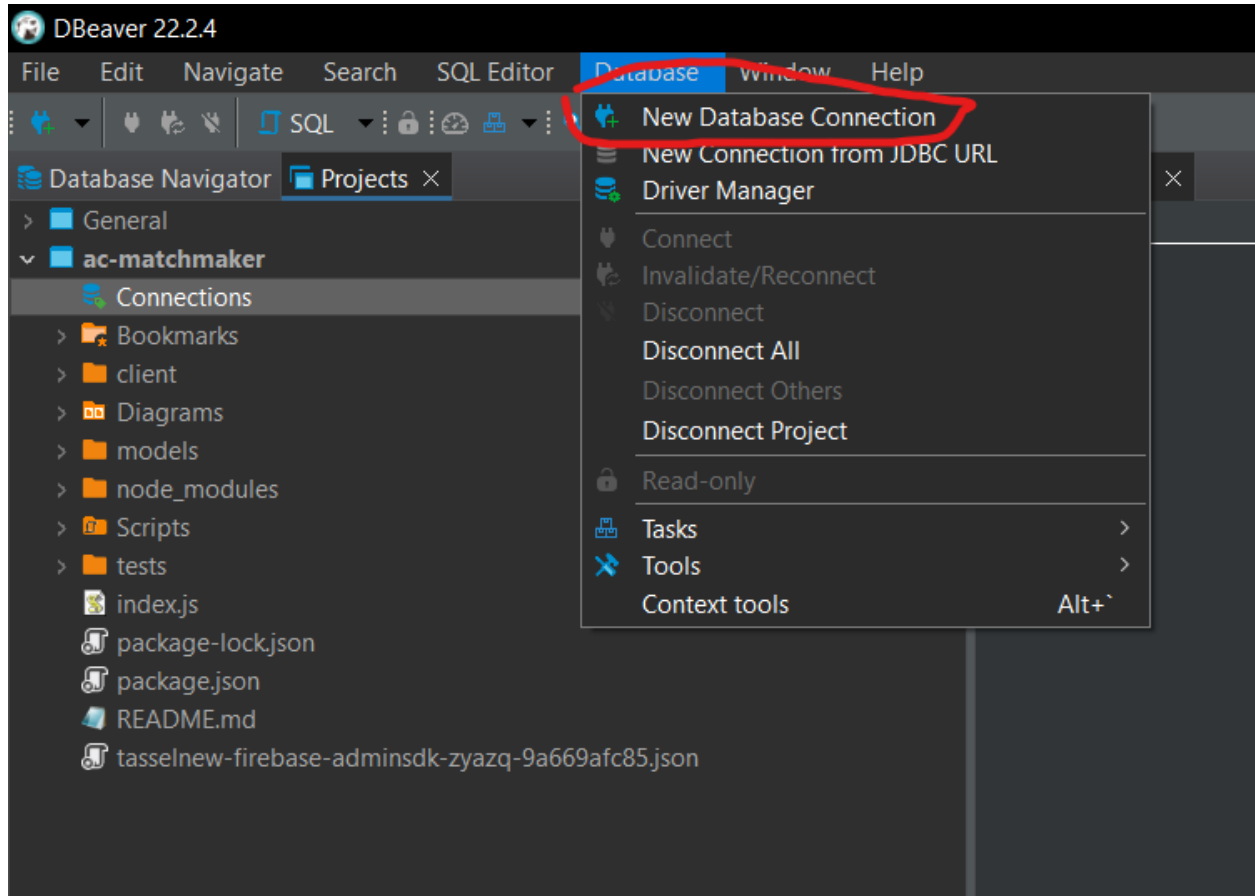 DBeaver 22.2.4
File Edit Navigate Search SQL Editor Database Window Help
SQL
Database Navigator Projects
General
ac-matchmaker
Connections
Bookmarks
client
Diagrams
models
node_modules
Scripts
tests
index.js
package-lock.json
package.json
README.md
tasselnew-firebase-adminsdk-zyazq-9a669afc85.json
New Database Connection
New Connection from JDBC URL
Driver Manager
Connect
Invalidate/Reconnect
Disconnect
Disconnect All
Disconnect Others
Disconnect Project
Read-only
Tasks
Tools
Context tools Alt+`